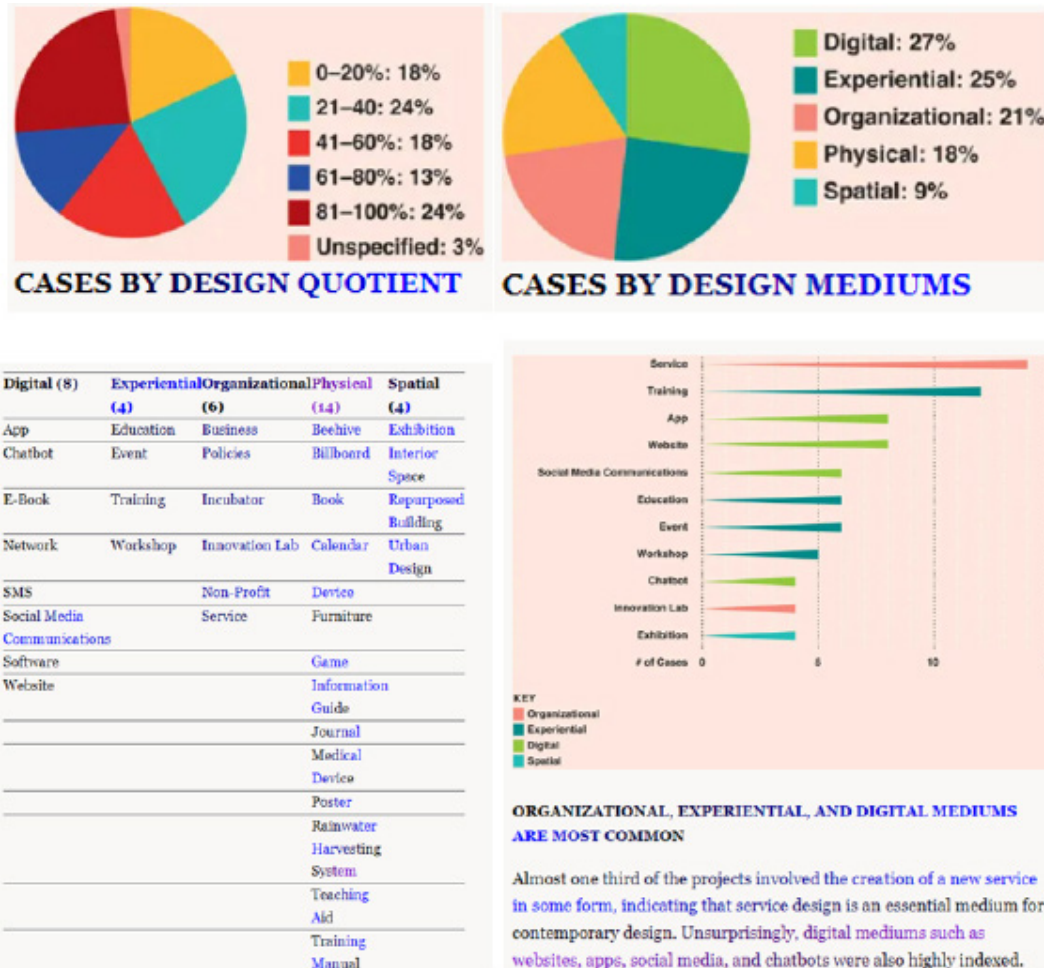 0–20%: 18%
21–40: 24%
41–60%: 18%
61–80%: 13%
81–100%: 24%
Unspecified: 3%
CASES BY DESIGN QUOTIENT
Digital: 27%
Experiential: 25%
Organizational: 21%
Physical: 18%
Spatial: 9%
CASES BY DESIGN MEDIUMS
Digital (8) Experiential (4) Organizational (6) Physical (14) Spatial (4)
App Education Business Beehive Exhibition
Chatbot Event Policies Billboard Interior Space
E-Book Training Incubator Book Repurposed Building
Network Workshop Innovation Lab Calendar Urban Design
SMS Non-Profit Device
Social Media Communications Service Furniture
Software Game
Website Information Guide
Journal
Medical Device
Poster
Rainwater Harvesting System
Teaching Aid
Training Manual
Service
Training
App
Website
Social Media Communications
Education
Event
Workshop
Chatbot
Innovation Lab
Exhibition
# of Cases 0 5 10
KEY
Organizational
Experiential
Digital
Spatial
ORGANIZATIONAL, EXPERIENTIAL, AND DIGITAL MEDIUMS
ARE MOST COMMON
Almost one third of the projects involved the creation of a new service
in some form, indicating that service design is an essential medium for
contemporary design. Unsurprisingly, digital mediums such as
websites, apps, social media, and chatbots were also highly indexed.